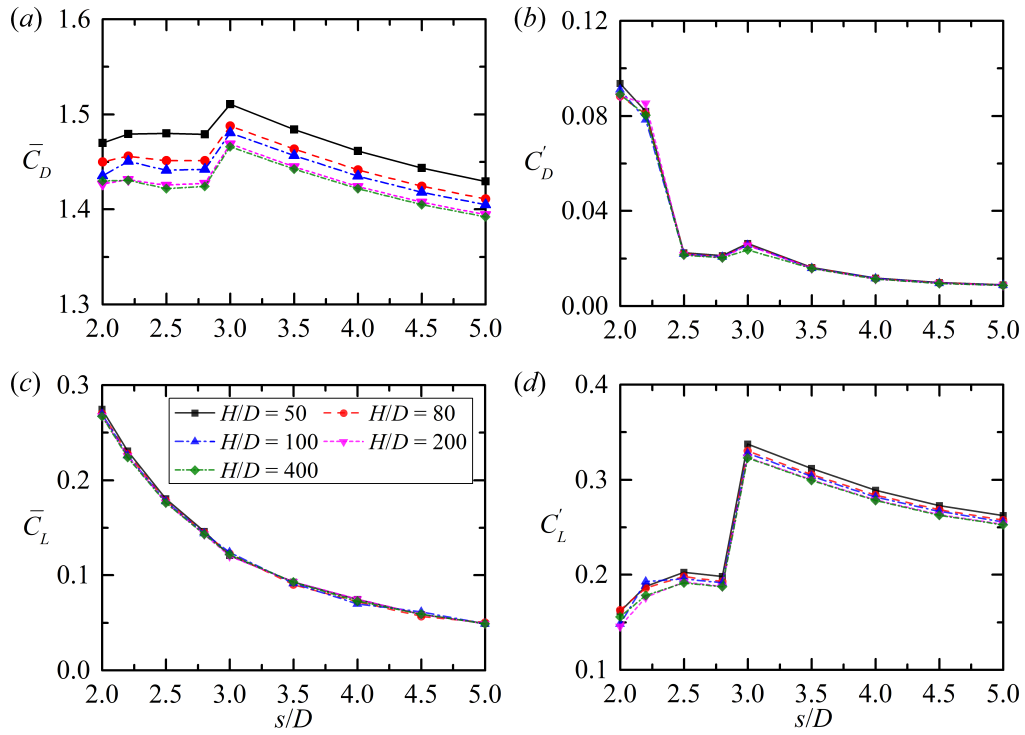 (a)
1.6
1.5
1.4
1.3
C̄_D
2.0 2.5 3.0 3.5 4.0 4.5 5.0
(b)
0.12
0.08
0.04
0.00
C′_D
2.0 2.5 3.0 3.5 4.0 4.5 5.0
(c)
0.3
0.2
0.1
0.0
C̄_L
H/D = 50 H/D = 80
H/D = 100 H/D = 200
H/D = 400
2.0 2.5 3.0 3.5 4.0 4.5 5.0
s/D
(d)
0.4
0.3
0.2
0.1
C′_L
2.0 2.5 3.0 3.5 4.0 4.5 5.0
s/D